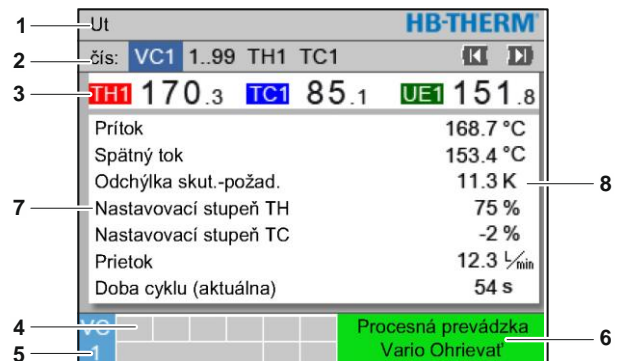 1 Ut HB-THERM
2 čís: VC1 1..99 TH1 TC1
3 TH1 170.3 TC1 85.1 UE1 151.8
Prítok 168.7 °C
Spätný tok 153.4 °C
Odchýlka skut.-požad. 11.3 K 8
7 Nastavovací stupeň TH 75 %
Nastavovací stupeň TC -2 %
Prietok 12.3 L/min
Doba cyklu (aktuálna) 54 s
4 VC Procesná prevádzka 6
5 1 Vario Ohrievať